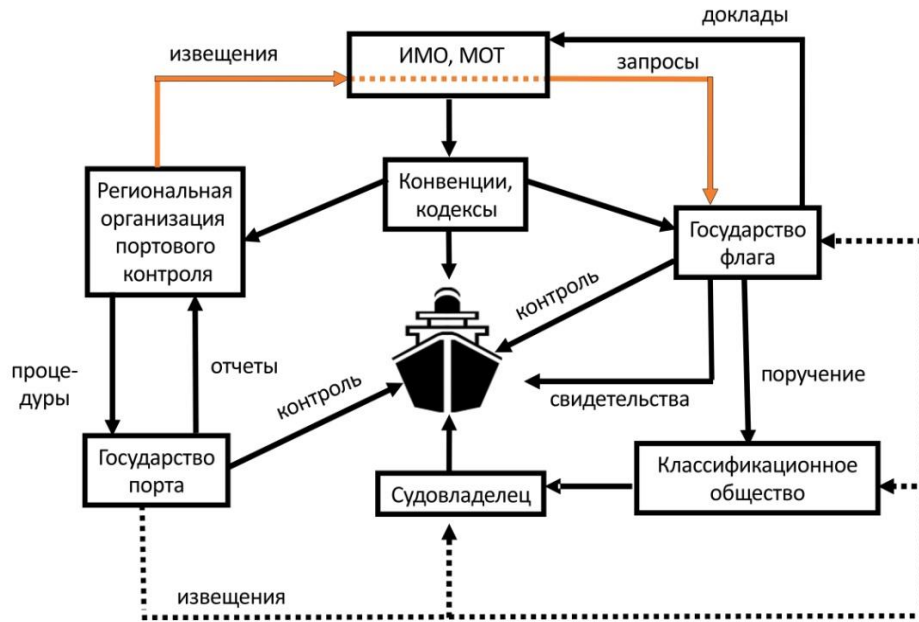 доклады
извещения
ИМО, МОТ
запросы
Региональная
организация
портового
контроля
Конвенции,
кодексы
Государство
флага
контроль
проце-
дуры
отчеты
контроль
свидетельства
поручение
Государство
порта
Судовладелец
Классификационное
общество
извещения